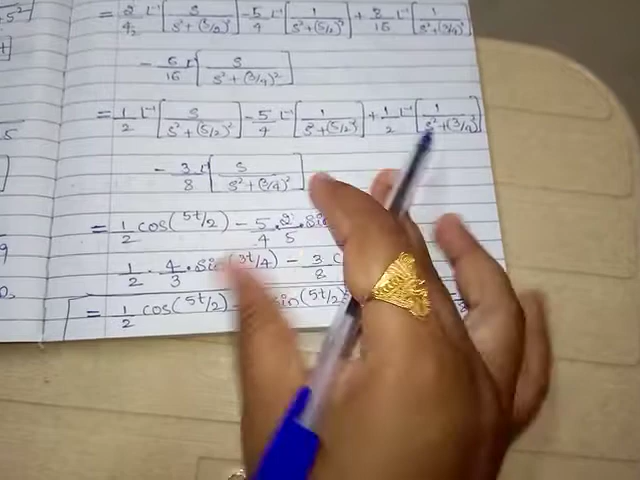 = 2/4 L⁻¹[s/s²+(5/2)²] - 5/4 L⁻¹[1/s²+(5/2)²] + 8/16 L⁻¹[1/s²+(3/4)²]
- 6/16 L⁻¹[s/s²+(3/4)²]
= 1/2 L⁻¹[s/s²+(5/2)²] - 5/4 L⁻¹[1/s²+(5/2)²] + 1/2 L⁻¹[1/s²+(3/4)²]
- 3/8 L⁻¹[s/s²+(3/4)²]
= 1/2 cos(5t/2) - 5/4 . 2/5 . sin
1/2 . 4/3 . sin(3t/4) - 3/8
= 1/2 cos(5t/2) sin(5t/2)